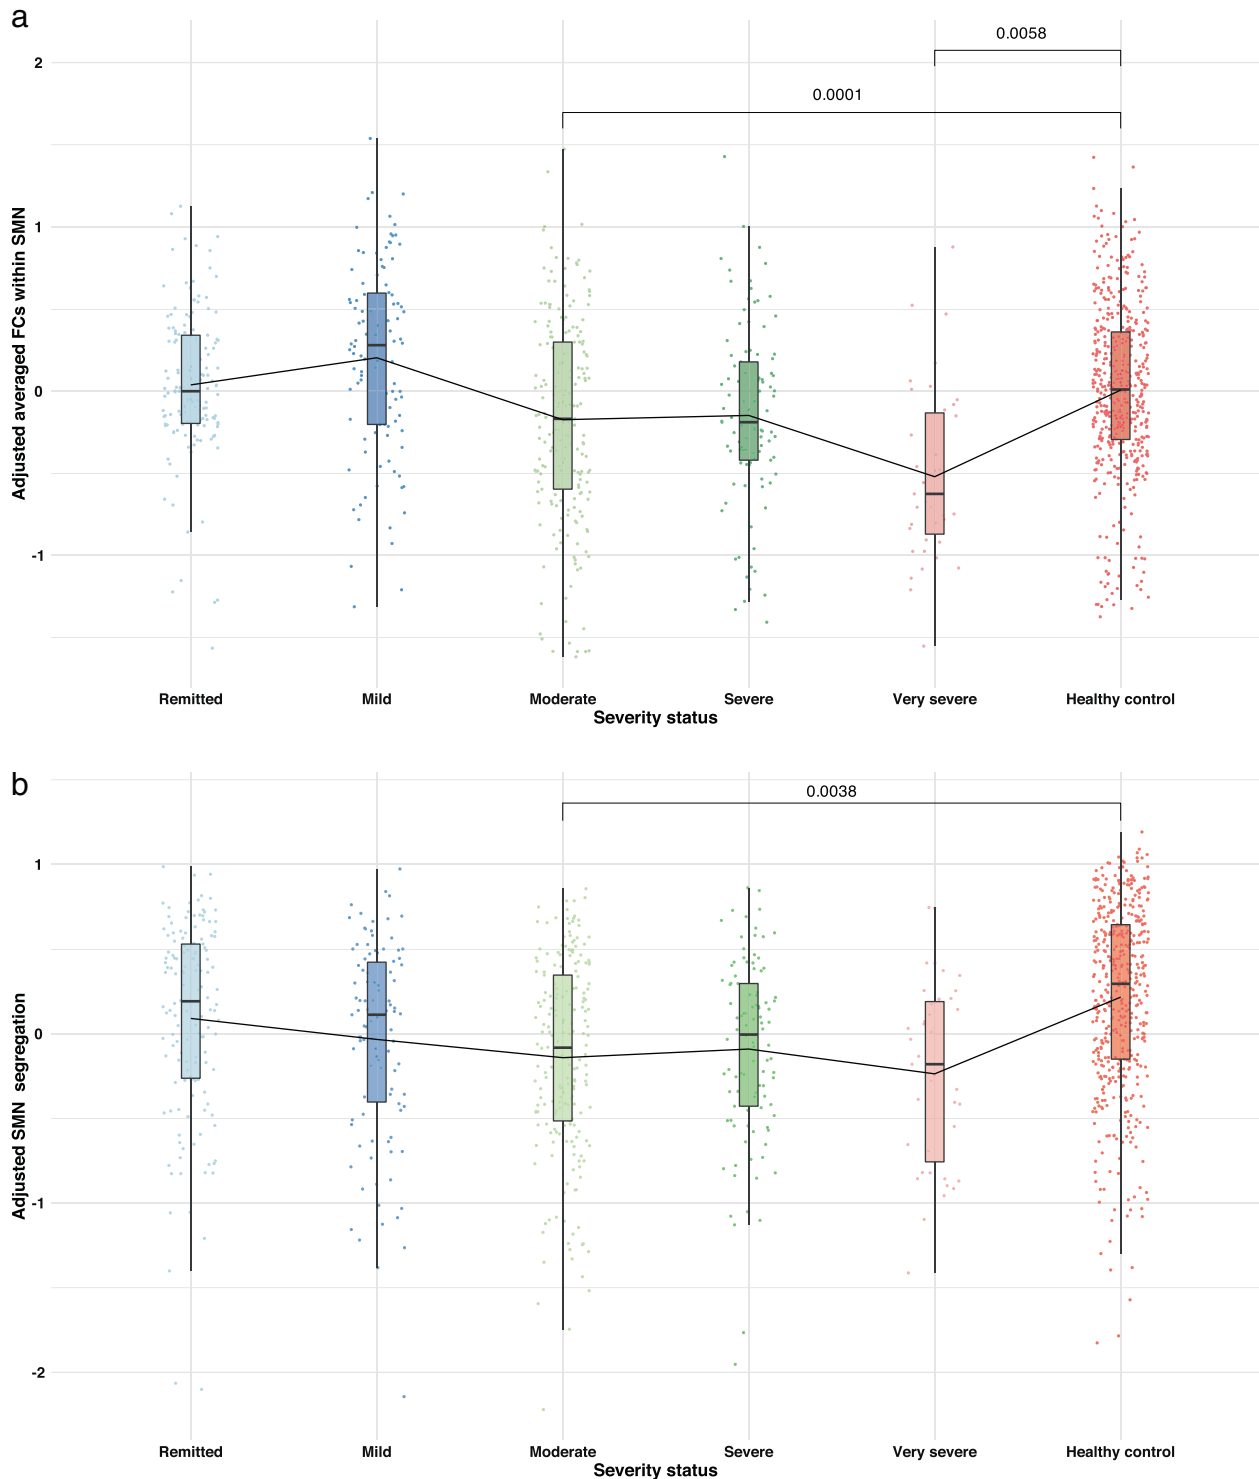 a
0.0058
2
0.0001
1
0
-1
Adjusted averaged FCs within SMN
Remitted Mild Moderate Severe Very severe Healthy control
Severity status
b
0.0038
1
0
-1
-2
Adjusted SMN segregation
Remitted Mild Moderate Severe Very severe Healthy control
Severity status